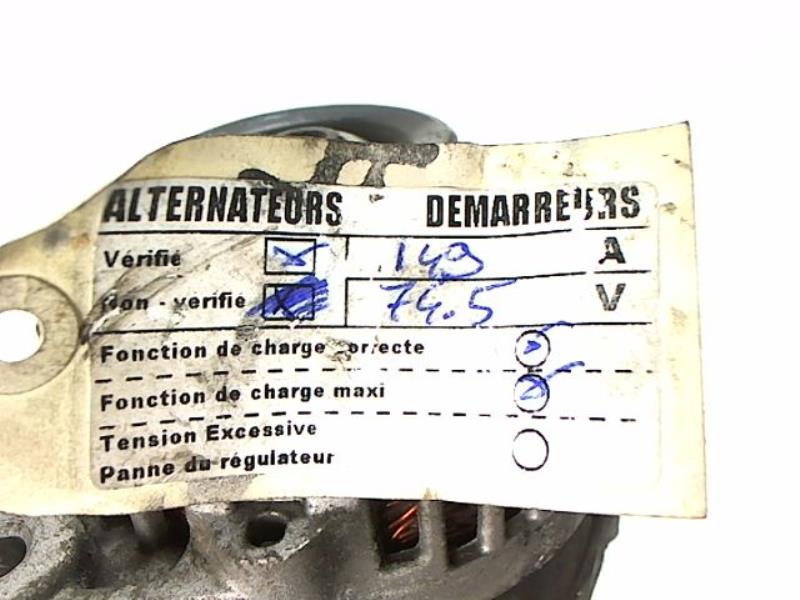 ALTERNATEURS DEMARREURS
Vérifié 149 A
Non - verifié 74.5 V
Fonction de charge correcte
Fonction de charge maxi
Tension Excessive
Panne du régulateur